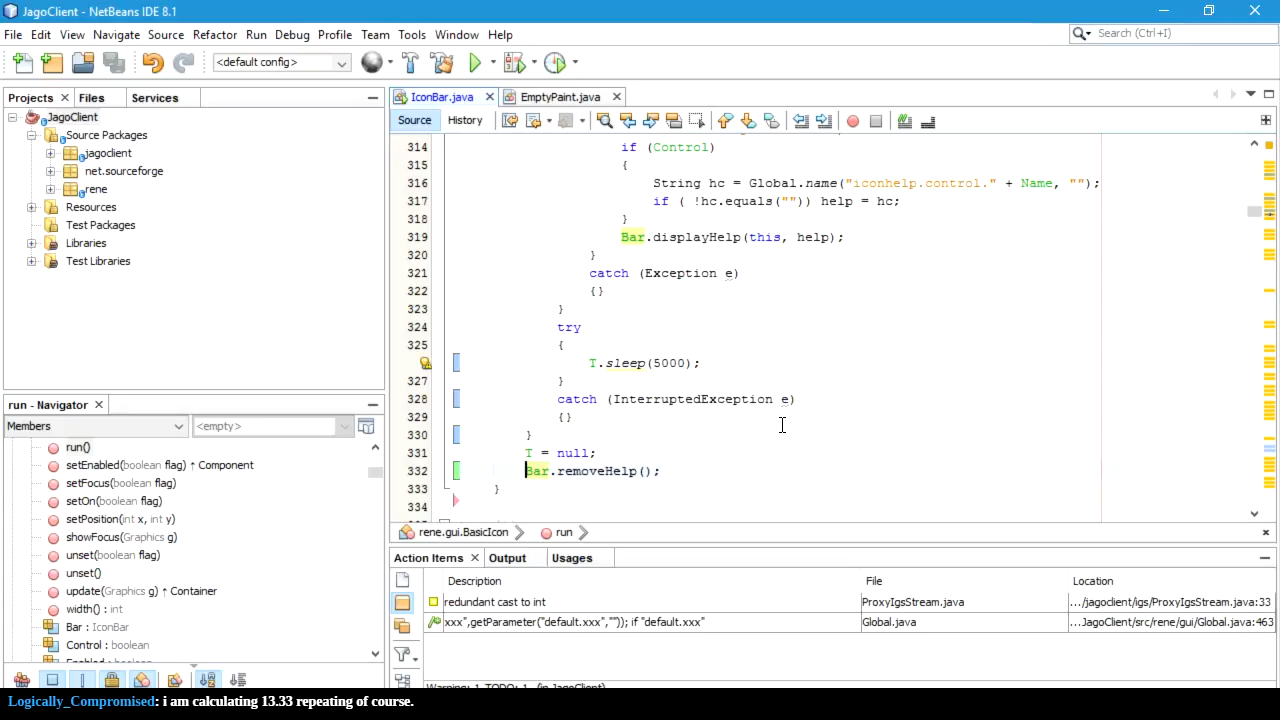 JagoClient - NetBeans IDE 8.1
File Edit View Navigate Source Refactor Run Debug Profile Team Tools Window Help
Search (Ctrl+I)
<default config>
Projects Files Services
JagoClient
Source Packages
jagoclient
net.sourceforge
rene
Resources
Test Packages
Libraries
Test Libraries
run - Navigator
Members <empty>
run()
setEnabled(boolean flag) ↑ Component
setFocus(boolean flag)
setOn(boolean flag)
setPosition(int x, int y)
showFocus(Graphics g)
unset(boolean flag)
unset()
update(Graphics g) ↑ Container
width() : int
Bar : IconBar
Control : boolean
Enabled : boolean
IconBar.java EmptyPaint.java
Source History
314 if (Control)
315 {
316 String hc = Global.name("iconhelp.control." + Name, "");
317 if ( !hc.equals("")) help = hc;
318 }
319 Bar.displayHelp(this, help);
320 }
321 catch (Exception e)
322 {}
323 }
324 try
325 {
T.sleep(5000);
327 }
328 catch (InterruptedException e)
329 {}
330 }
331 T = null;
332 Bar.removeHelp();
333 }
334
rene.gui.BasicIcon run
Action Items Output Usages
Description File Location
redundant cast to int ProxyIgsStream.java .../jagoclient/igs/ProxyIgsStream.java:33
xxx",getParameter("default.xxx","")); if "default.xxx" Global.java ...JagoClient/src/rene/gui/Global.java:463
Warning: 1 TODO: 1 (in JagoClient)
Logically_Compromised: i am calculating 13.33 repeating of course.